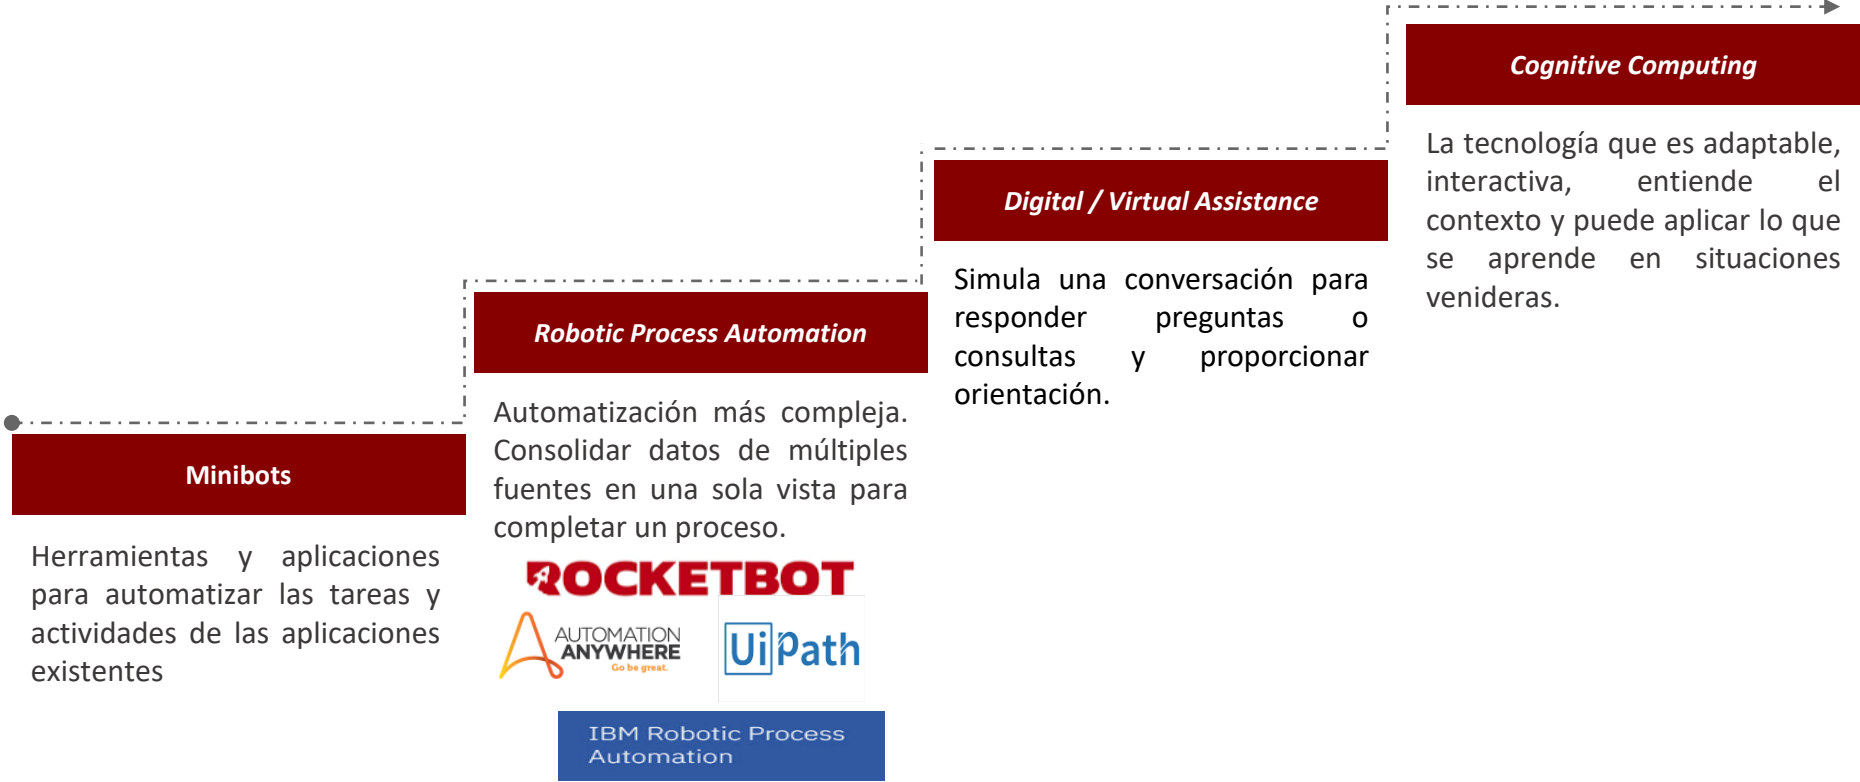 Minibots
Herramientas y aplicaciones
para automatizar las tareas y
actividades de las aplicaciones
existentes
Robotic Process Automation
Automatización más compleja.
Consolidar datos de múltiples
fuentes en una sola vista para
completar un proceso.
ROCKETBOT
AUTOMATION
ANYWHERE
Go be great.
UiPath
IBM Robotic Process
Automation
Digital / Virtual Assistance
Simula una conversación para
responder preguntas o
consultas y proporcionar
orientación.
Cognitive Computing
La tecnología que es adaptable,
interactiva, entiende el
contexto y puede aplicar lo que
se aprende en situaciones
venideras.